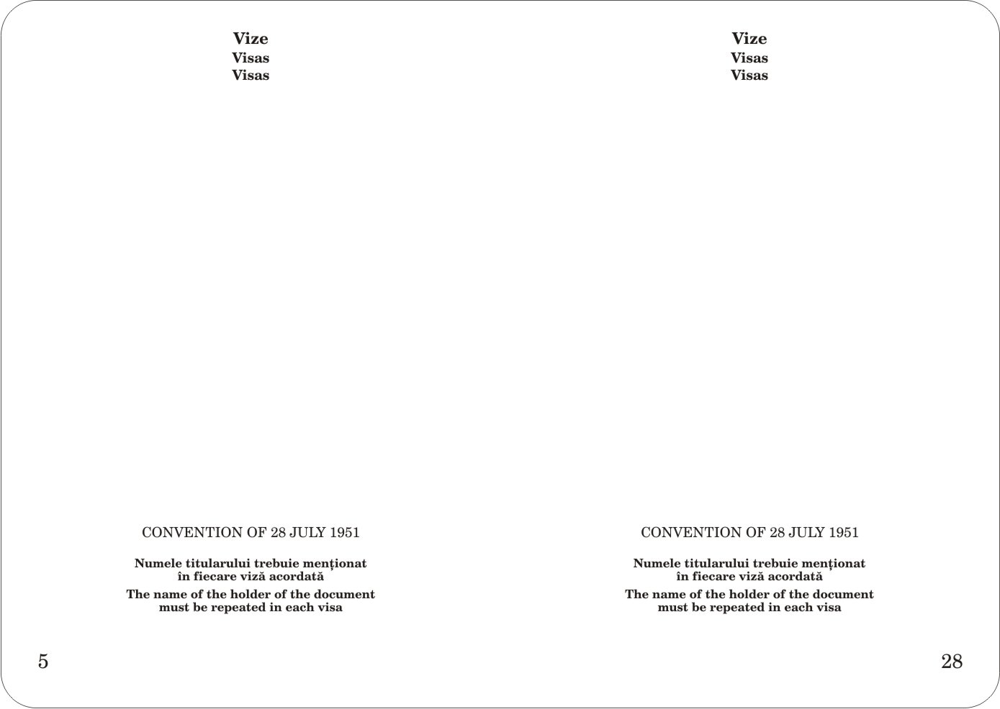 Vize
Visas
Visas
CONVENTION OF 28 JULY 1951
Numele titularului trebuie menţionat
în fiecare viză acordată
The name of the holder of the document
must be repeated in each visa
5
Vize
Visas
Visas
CONVENTION OF 28 JULY 1951
Numele titularului trebuie menţionat
în fiecare viză acordată
The name of the holder of the document
must be repeated in each visa
28